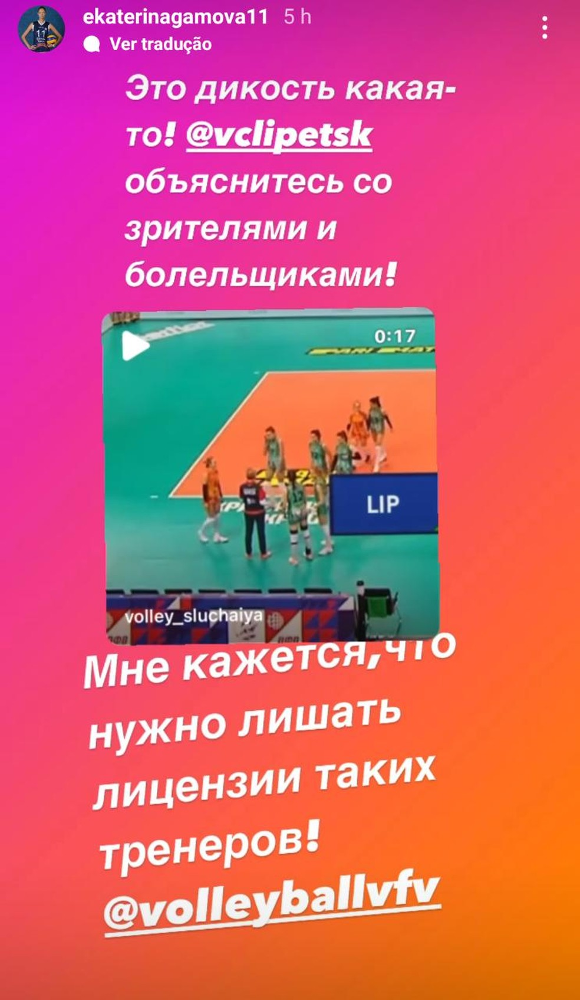 ekaterinagamova11 5 h
Ver tradução
Это дикость какая-
то! @vclipetsk
объяснитесь со
зрителями и
болельщиками!
0:17
LIP
volley_sluchaiya
Мне кажется,что
нужно лишать
лицензии таких
тренеров!
@volleyballvfv